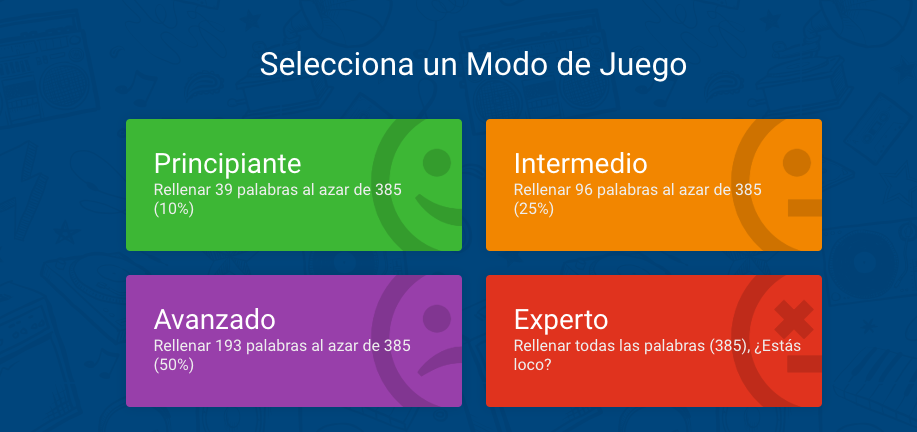 Selecciona un Modo de Juego
Principiante
Rellenar 39 palabras al azar de 385
(10%)
Intermedio
Rellenar 96 palabras al azar de 385
(25%)
Avanzado
Rellenar 193 palabras al azar de 385
(50%)
Experto
Rellenar todas las palabras (385), ¿Estás
loco?